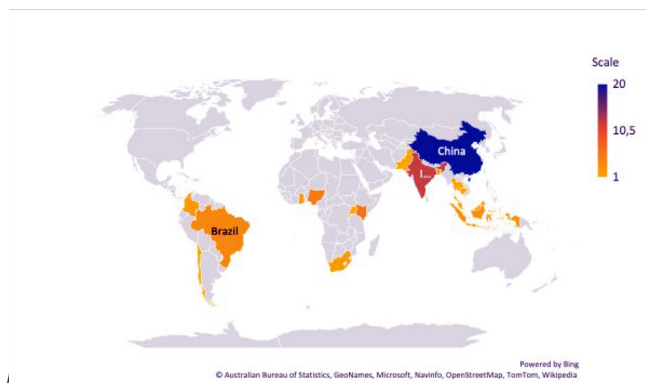 Scale
20
10,5
1
China
I...
Brazil
Powered by Bing
© Australian Bureau of Statistics, GeoNames, Microsoft, Navinfo, OpenStreetMap, TomTom, Wikipedia